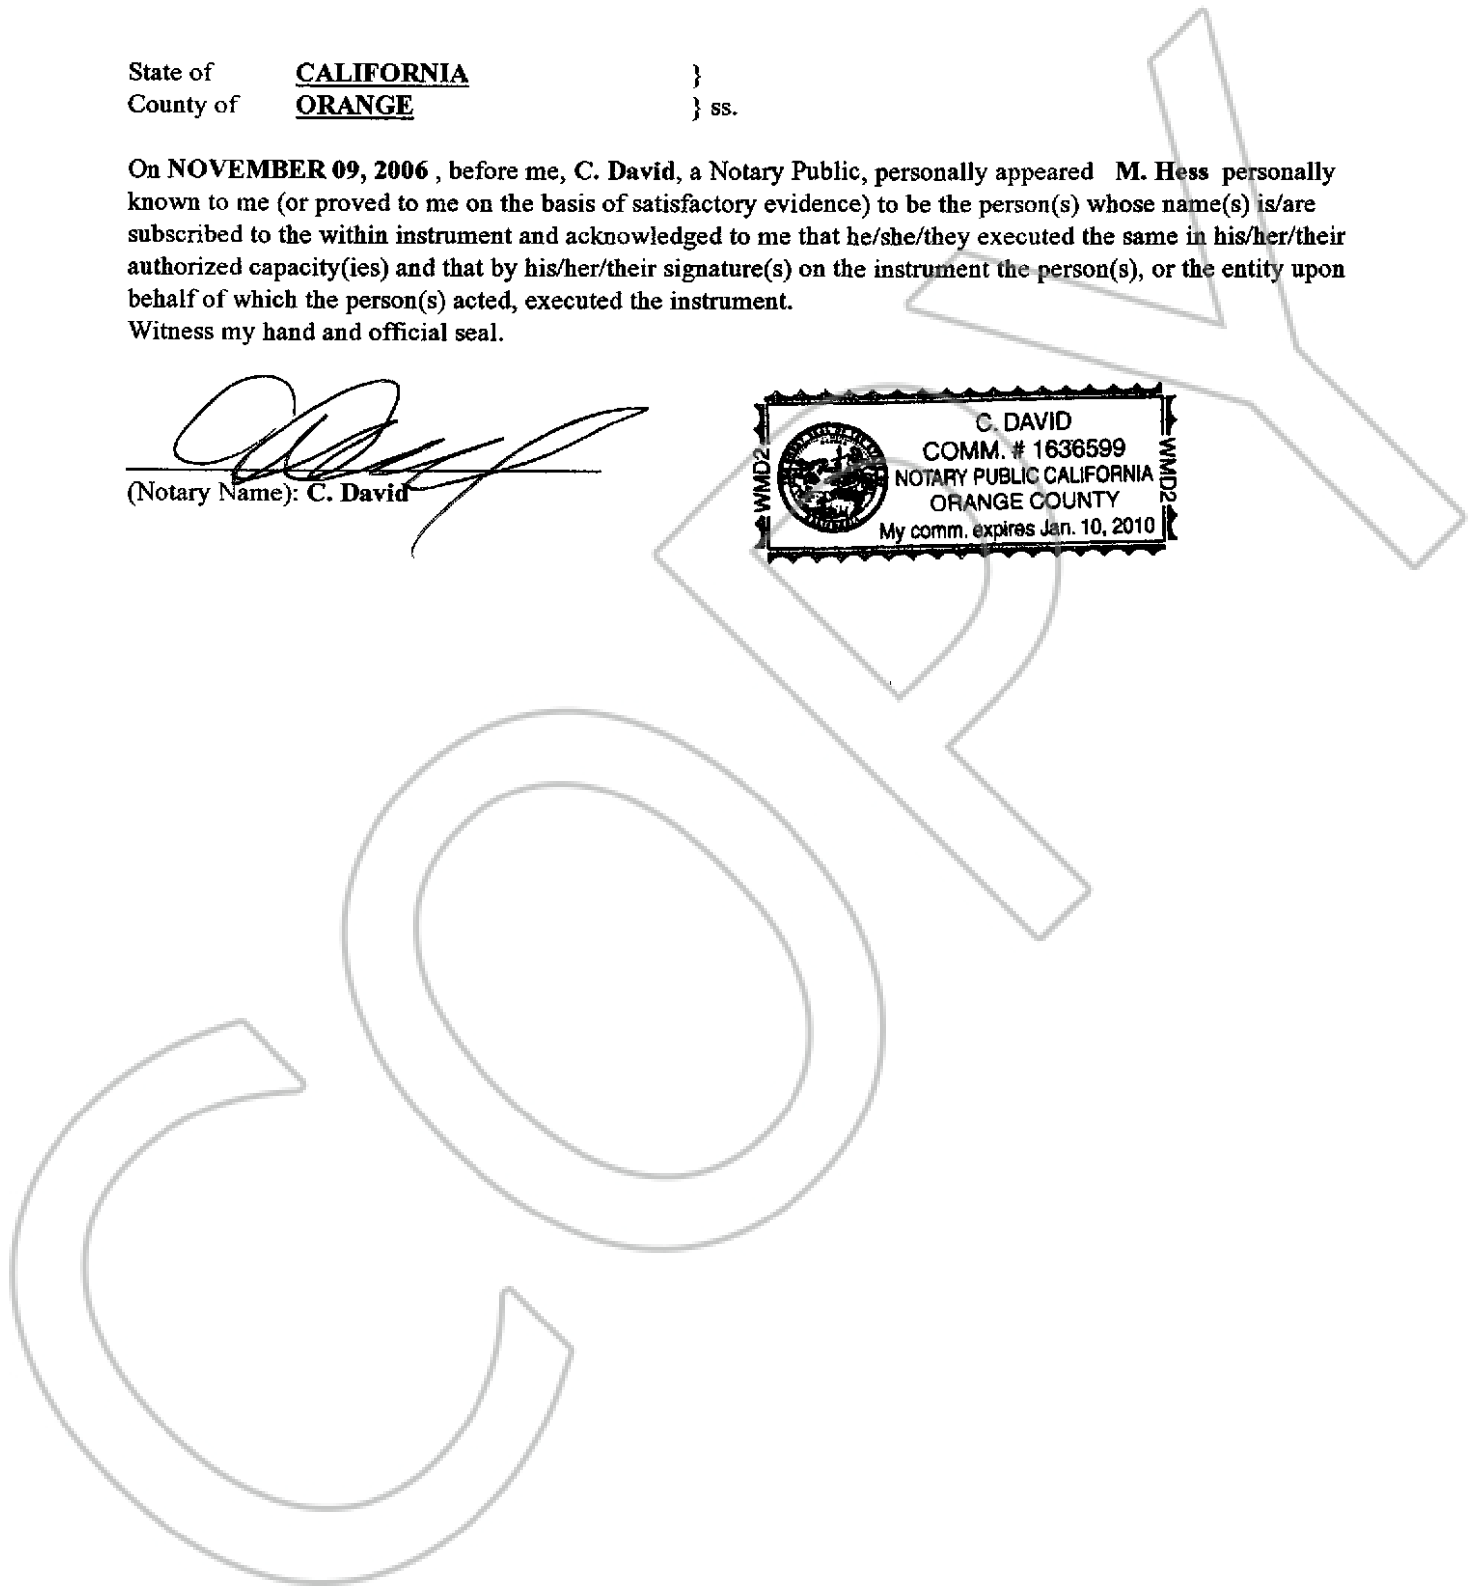 State of CALIFORNIA }
County of ORANGE } ss.
On NOVEMBER 09, 2006 , before me, C. David, a Notary Public, personally appeared M. Hess personally
known to me (or proved to me on the basis of satisfactory evidence) to be the person(s) whose name(s) is/are
subscribed to the within instrument and acknowledged to me that he/she/they executed the same in his/her/their
authorized capacity(ies) and that by his/her/their signature(s) on the instrument the person(s), or the entity upon
behalf of which the person(s) acted, executed the instrument.
Witness my hand and official seal.
(Notary Name): C. David
WMD2
C. DAVID
COMM. # 1636599
NOTARY PUBLIC CALIFORNIA
ORANGE COUNTY
My comm. expires Jan. 10, 2010
WMD2
COPY